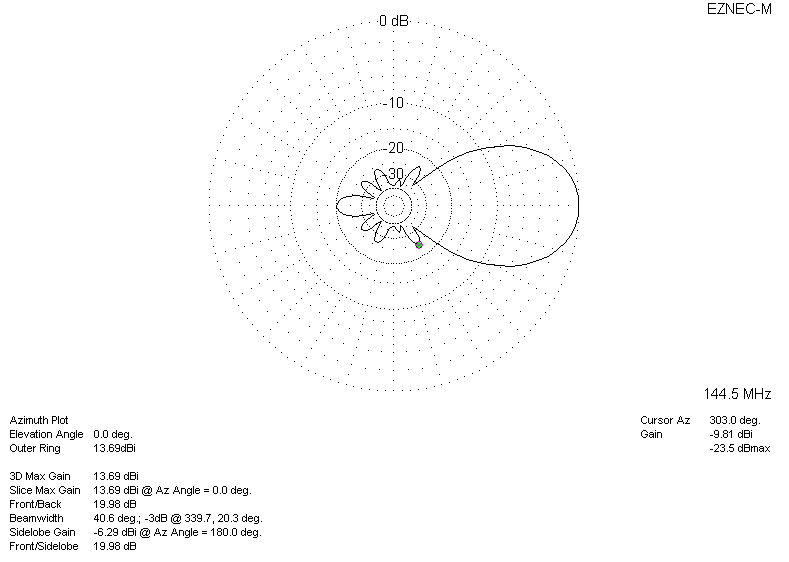 EZNEC-M
0 dB
-10
-20
-30
144.5 MHz
Azimuth Plot
Elevation Angle 0.0 deg.
Outer Ring 13.69dBi
Cursor Az 303.0 deg.
Gain -9.81 dBi
-23.5 dBmax
3D Max Gain 13.69 dBi
Slice Max Gain 13.69 dBi @ Az Angle = 0.0 deg.
Front/Back 19.98 dB
Beamwidth 40.6 deg.; -3dB @ 339.7, 20.3 deg.
Sidelobe Gain -6.29 dBi @ Az Angle = 180.0 deg.
Front/Sidelobe 19.98 dB